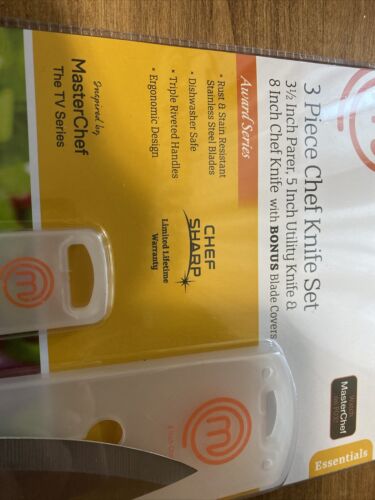 3 Piece Chef Knife Set
3½ Inch Parer, 5 Inch Utility Knife &
8 Inch Chef Knife with BONUS Blade Covers
Award Series
• Rust & Stain Resistant
Stainless Steel Blades
• Dishwasher Safe
• Triple Riveted Handles
• Ergonomic Design
CHEF
SHARP
Limited Lifetime
Warranty
Inspired by
MasterChef
The TV Series
MasterChef
Essentials